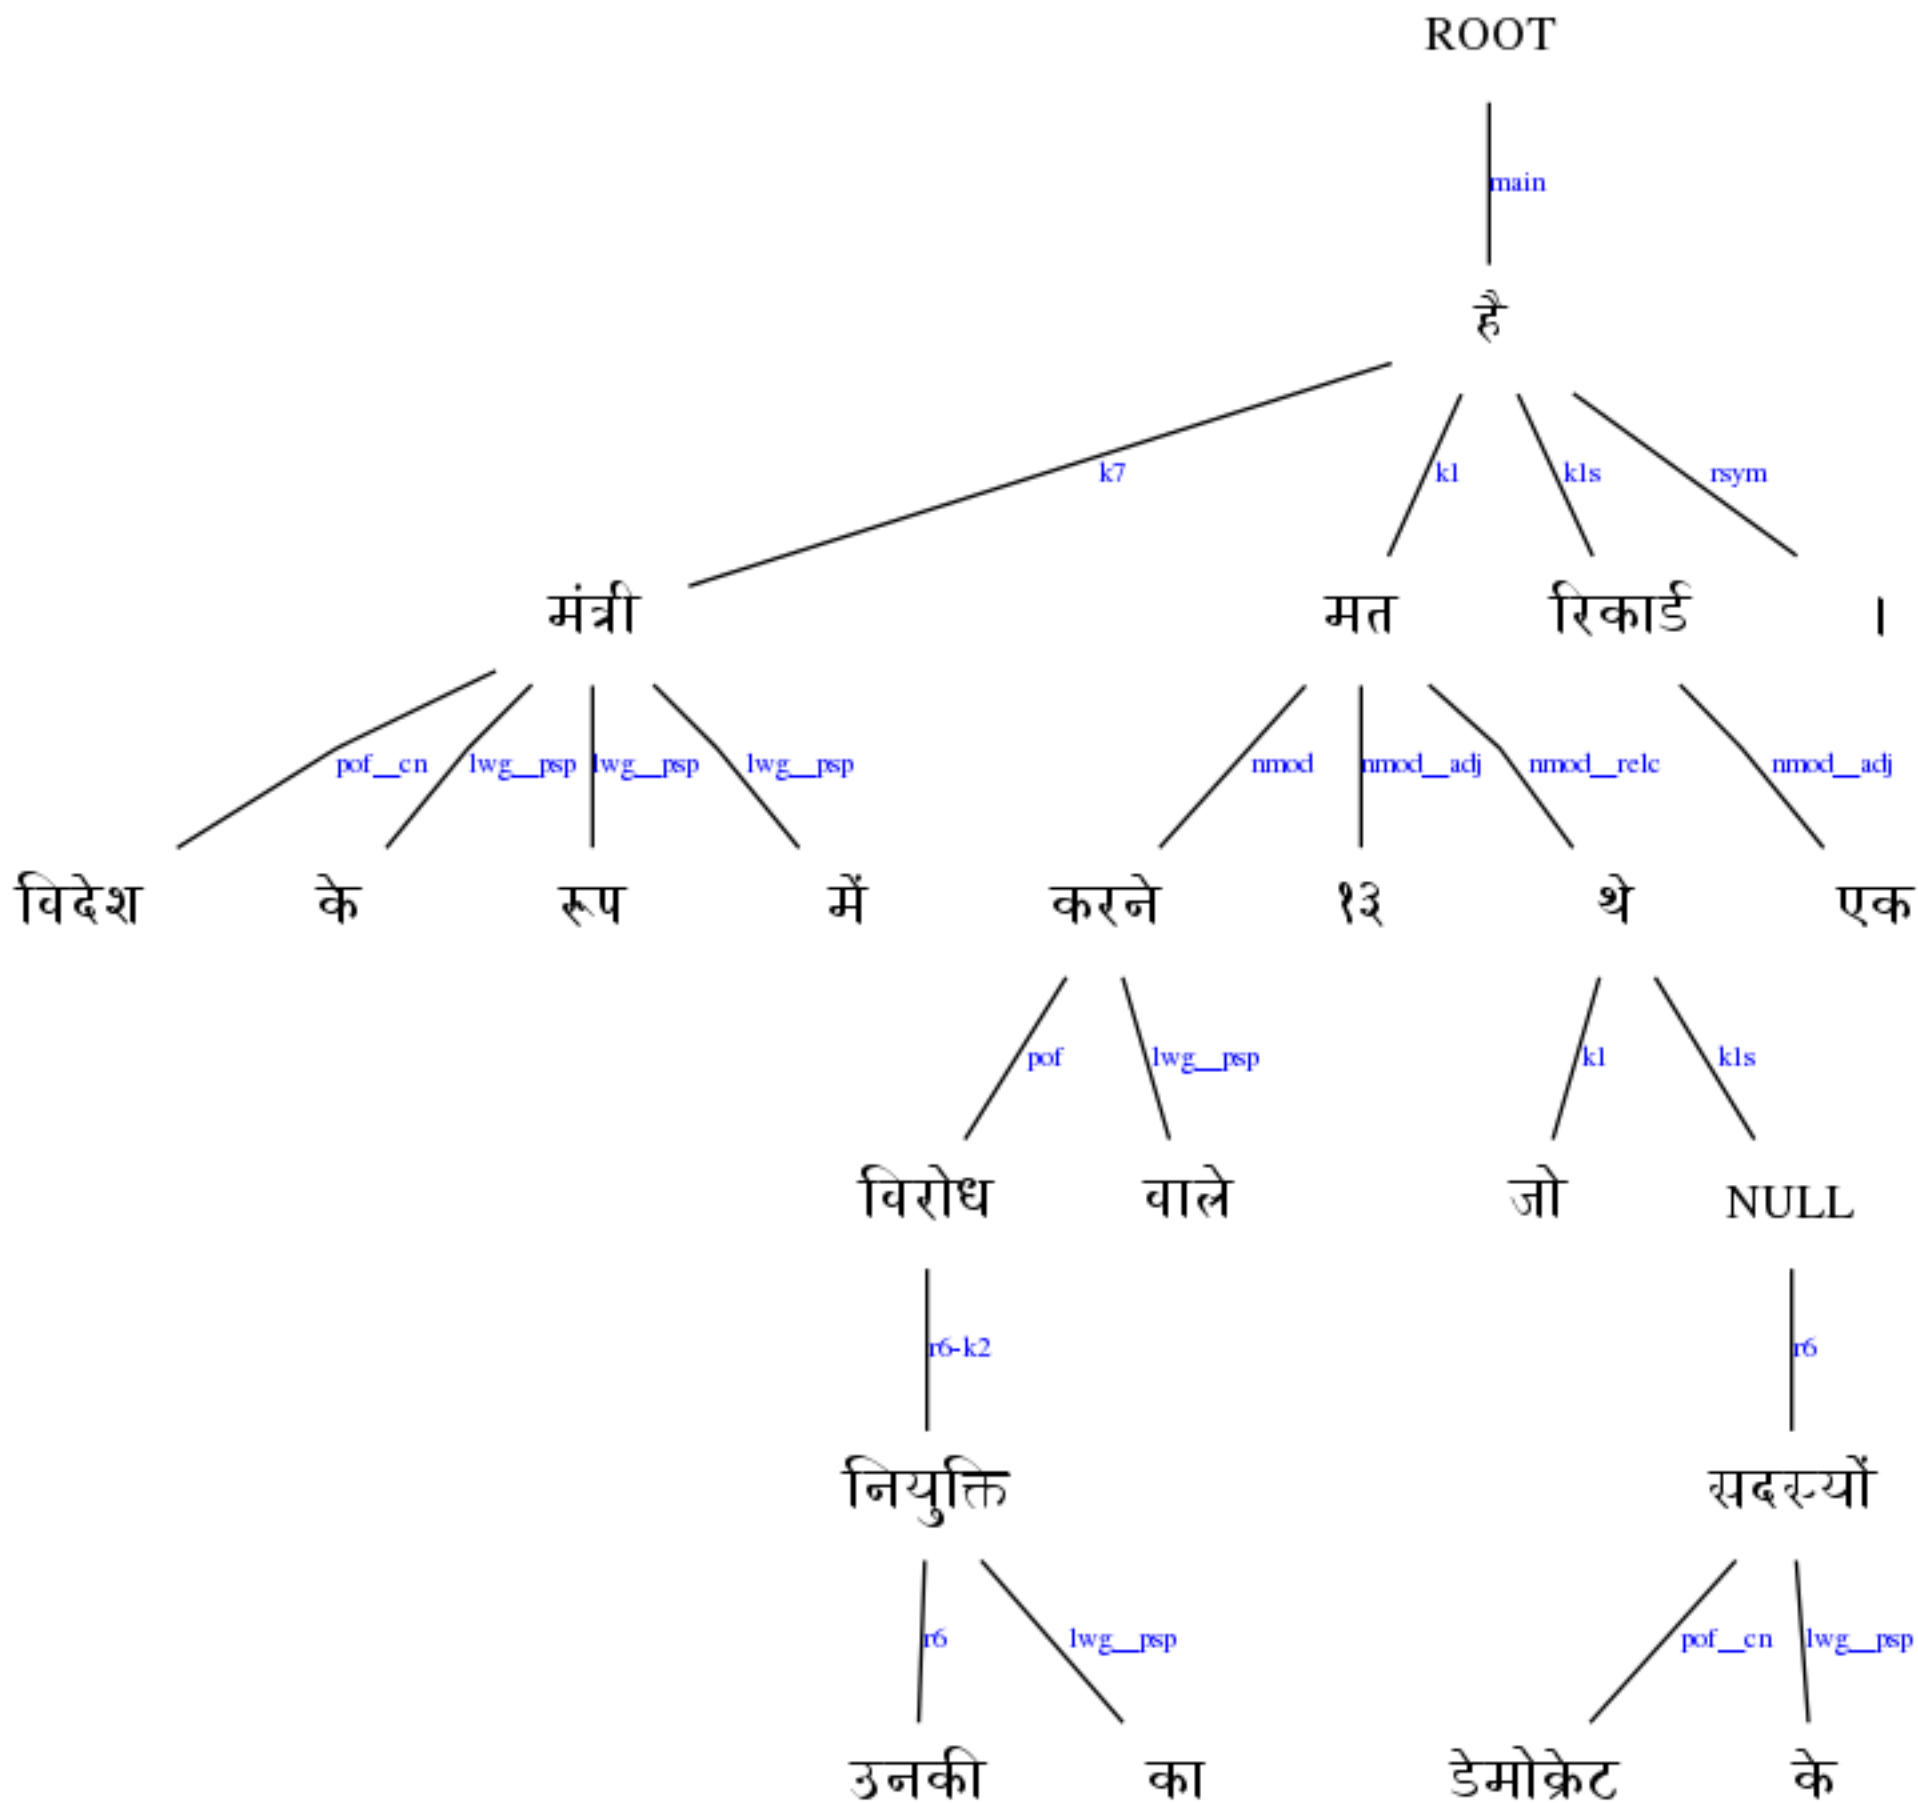 ROOT
main
है
k7 k1 k1s rsym
मंत्री मत रिकार्ड ।
pof__cn lwg__psp lwg__psp lwg__psp nmod nmod__adj nmod__relc nmod__adj
विदेश के रूप में करने १३ थे एक
pof lwg__psp k1 k1s
विरोध वाले जो NULL
r6-k2 r6
नियुक्ति सदस्यों
r6 lwg__psp pof__cn lwg__psp
उनकी का डेमोक्रेट के